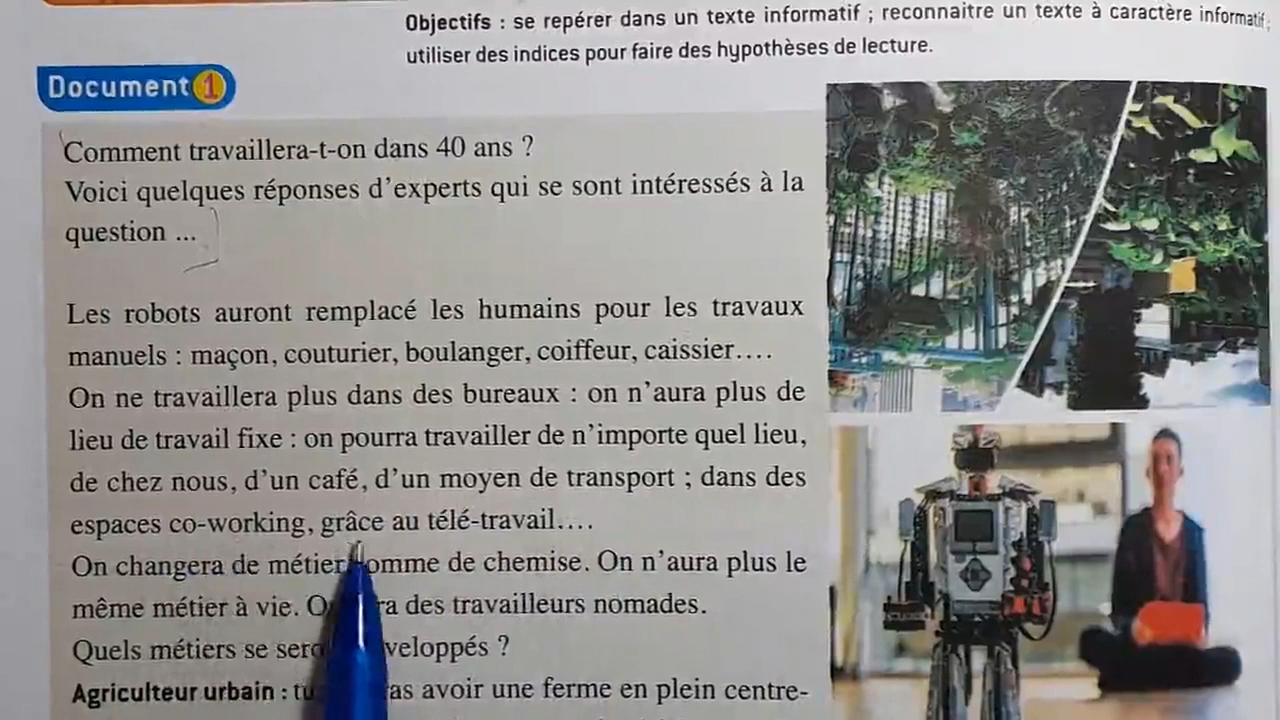 Objectifs : se repérer dans un texte informatif ; reconnaitre un texte à caractère informatif ;
utiliser des indices pour faire des hypothèses de lecture.
Document 1
Comment travaillera-t-on dans 40 ans ?
Voici quelques réponses d'experts qui se sont intéressés à la
question ...
Les robots auront remplacé les humains pour les travaux
manuels : maçon, couturier, boulanger, coiffeur, caissier….
On ne travaillera plus dans des bureaux : on n'aura plus de
lieu de travail fixe : on pourra travailler de n'importe quel lieu,
de chez nous, d'un café, d'un moyen de transport ; dans des
espaces co-working, grâce au télé-travail….
On changera de métier comme de chemise. On n'aura plus le
même métier à vie. des travailleurs nomades.
Quels métiers se ?
Agriculteur urbain : avoir une ferme en plein centre-